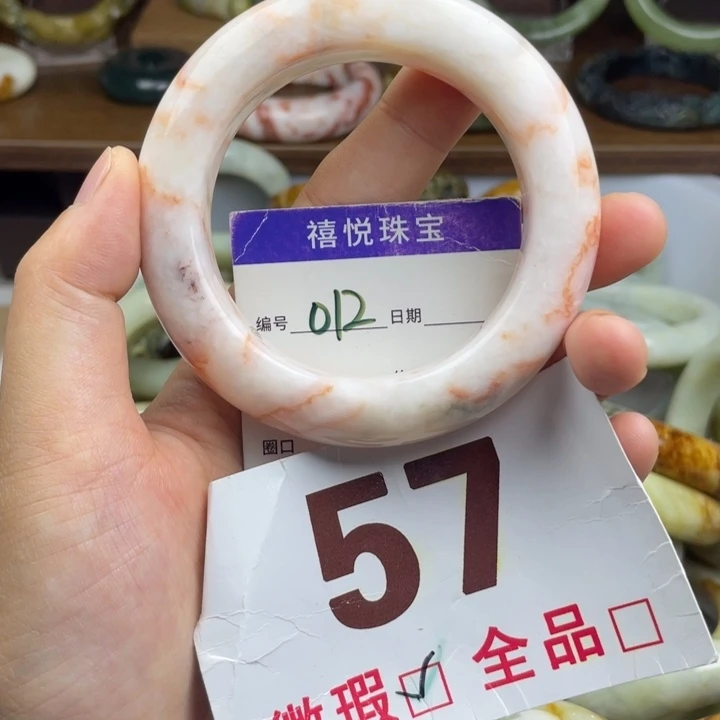 禧悦珠宝
编号 012 日期
圈口
57
微瑕☑ 全品☐